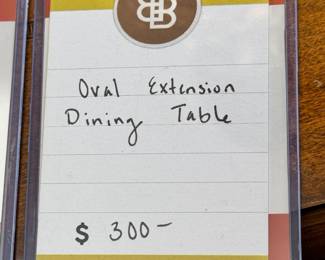 Oval Extension
Dining Table
$ 300-